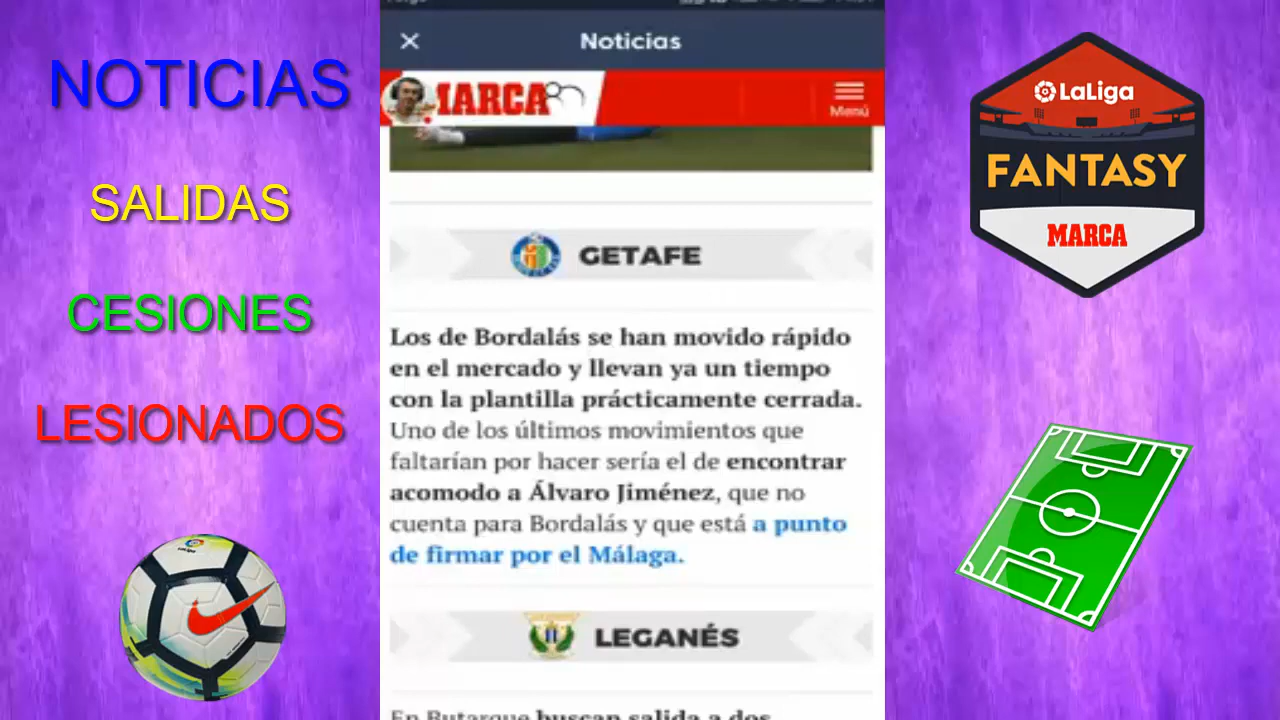 NOTICIAS
SALIDAS
CESIONES
LESIONADOS
Noticias
MARCA
Menú
GETAFE
Los de Bordalás se han movido rápido
en el mercado y llevan ya un tiempo
con la plantilla prácticamente cerrada.
Uno de los últimos movimientos que
faltarían por hacer sería el de encontrar
acomodo a Álvaro Jiménez, que no
cuenta para Bordalás y que está a punto
de firmar por el Málaga.
LEGANÉS
En Butarque buscan salida a dos
LaLiga
FANTASY
MARCA